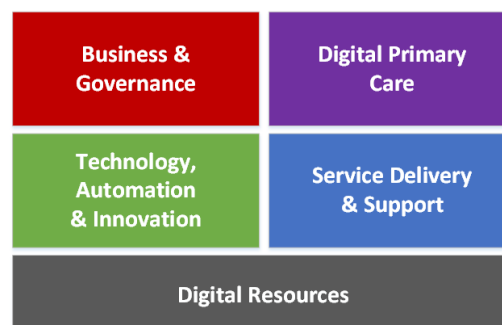 Business &
Governance
Digital Primary
Care
Technology,
Automation
& Innovation
Service Delivery
& Support
Digital Resources